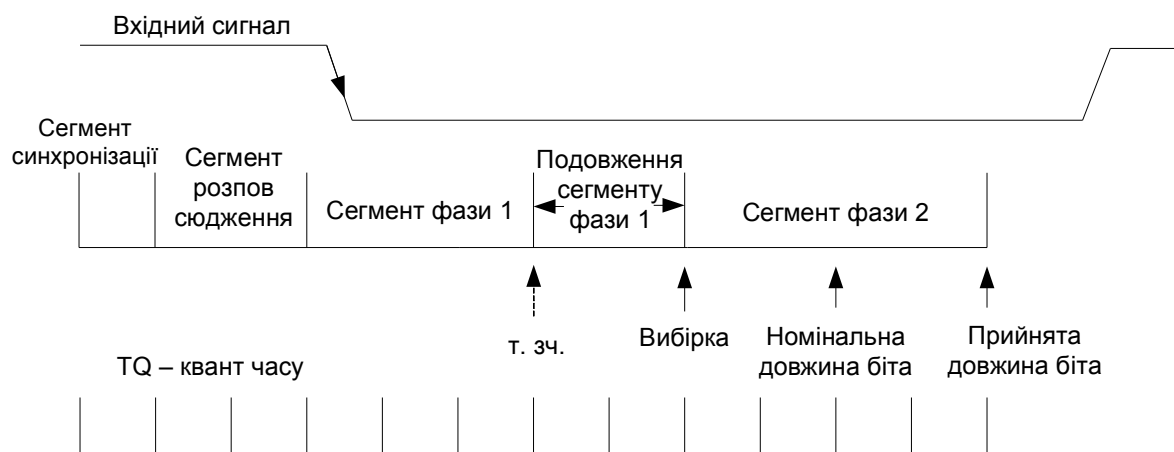 Вхідний сигнал
Сегмент
синхронізації
Сегмент
розпов
сюдження
Сегмент фази 1
Подовження
сегменту
фази 1
Сегмент фази 2
т. зч.
Вибірка
Номінальна
довжина біта
Прийнята
довжина біта
TQ – квант часу